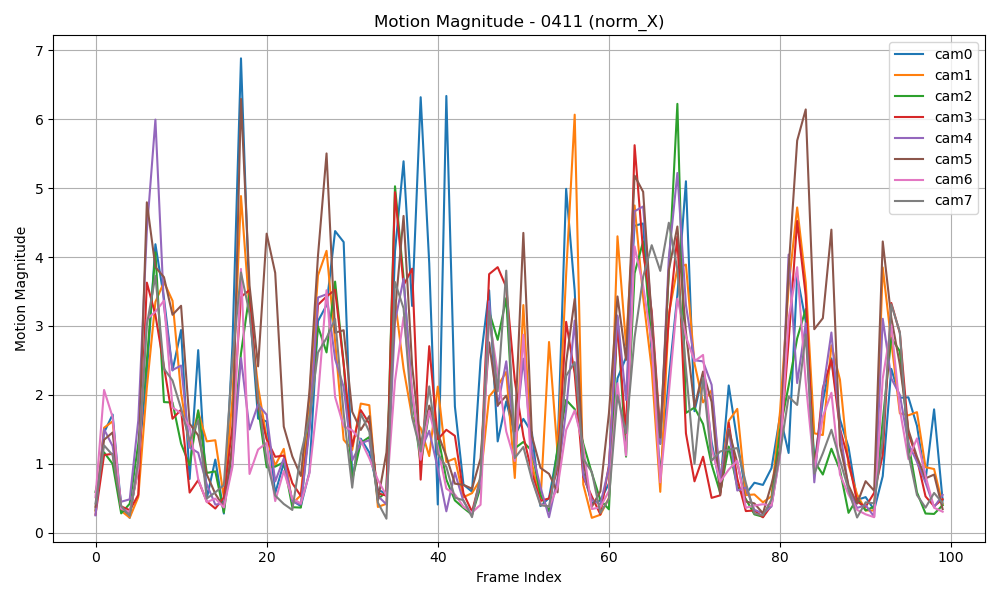 Motion Magnitude - 0411 (norm_X)
Motion Magnitude
7
6
5
4
3
2
1
0
0
20
40
60
80
100
Frame Index
cam0
cam1
cam2
cam3
cam4
cam5
cam6
cam7